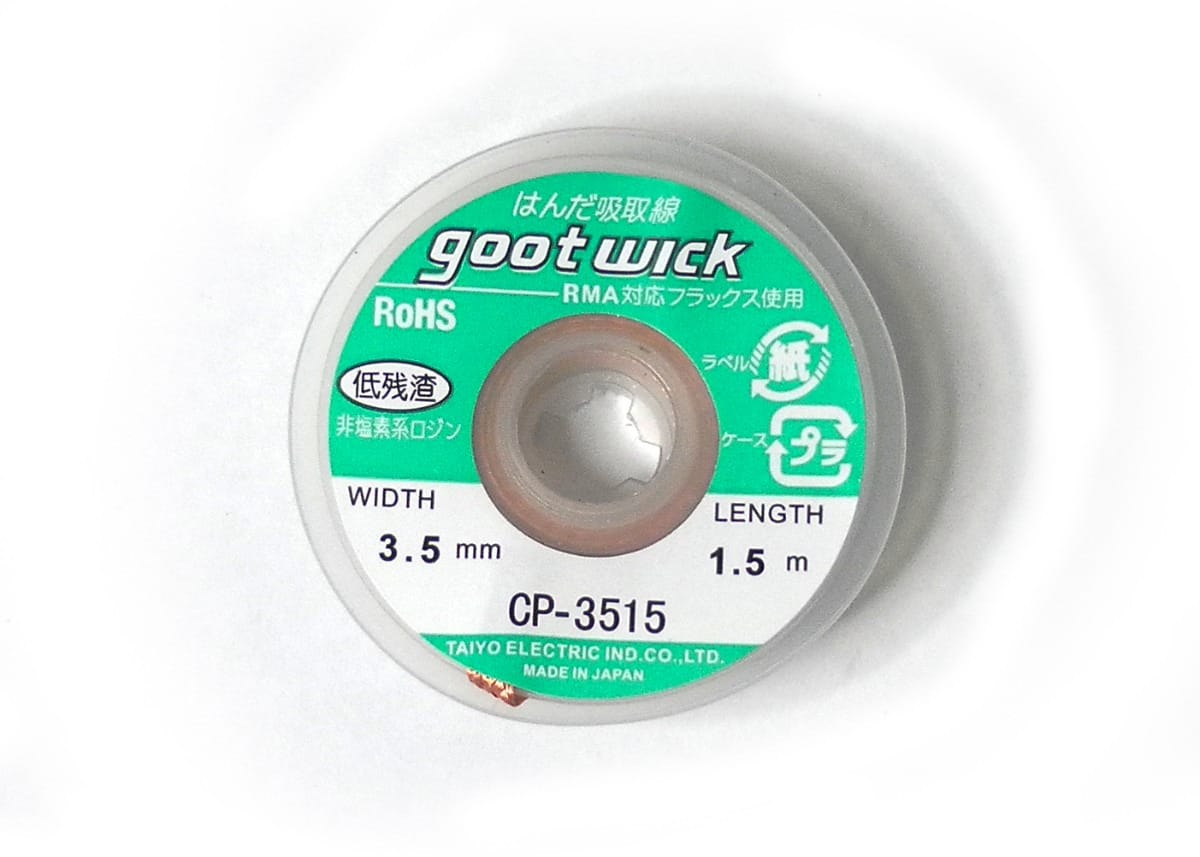 はんだ吸取線
goot wick
RMA対応フラックス使用
RoHS
ラベル 紙
低残渣
非塩素系ロジン
ケース プラ
WIDTH
3.5 mm
LENGTH
1.5 m
CP-3515
TAIYO ELECTRIC IND.CO.,LTD.
MADE IN JAPAN